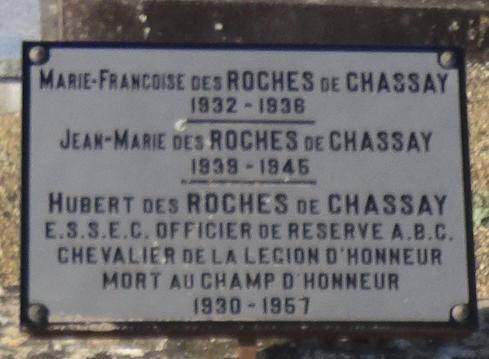 MARIE-FRANCOISE DES ROCHES DE CHASSAY
1932 - 1936
JEAN-MARIE DES ROCHES DE CHASSAY
1939 - 1945
HUBERT DES ROCHES DE CHASSAY
E.S.S.E.C. OFFICIER DE RESERVE A.B.C.
CHEVALIER DE LA LEGION D'HONNEUR
MORT AU CHAMP D'HONNEUR
1930 - 1957